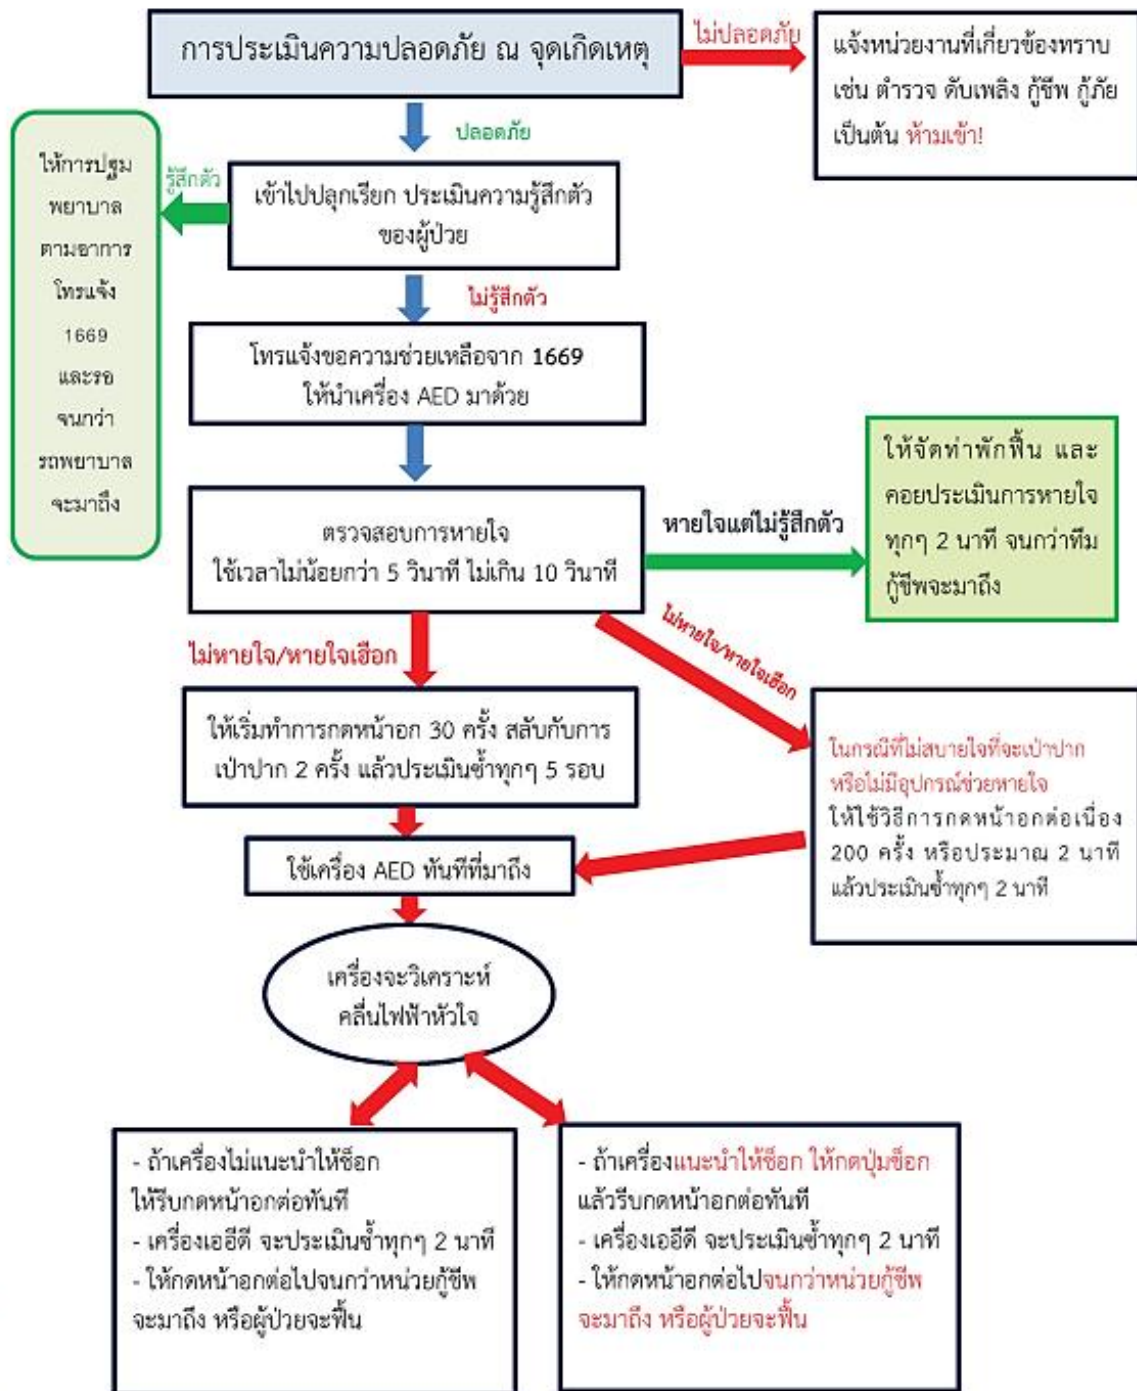 การประเมินความปลอดภัย ณ จุดเกิดเหตุ
ไม่ปลอดภัย
แจ้งหน่วยงานที่เกี่ยวข้องทราบ
เช่น ตำรวจ ดับเพลิง กู้ชีพ กู้ภัย
เป็นต้น ห้ามเข้า!
ปลอดภัย
เข้าไปปลุกเรียก ประเมินความรู้สึกตัว
ของผู้ป่วย
รู้สึกตัว
ให้การปฐม
พยาบาล
ตามอาการ
โทรแจ้ง
1669
และรอ
จนกว่า
รถพยาบาล
จะมาถึง
ไม่รู้สึกตัว
โทรแจ้งขอความช่วยเหลือจาก 1669
ให้นำเครื่อง AED มาด้วย
ตรวจสอบการหายใจ
ใช้เวลาไม่น้อยกว่า 5 วินาที ไม่เกิน 10 วินาที
หายใจแต่ไม่รู้สึกตัว
ให้จัดท่าพักฟื้น และ
คอยประเมินการหายใจ
ทุกๆ 2 นาที จนกว่าทีม
กู้ชีพจะมาถึง
ไม่หายใจ/หายใจเฮือก
ไม่หายใจ/หายใจเฮือก
ให้เริ่มทำการกดหน้าอก 30 ครั้ง สลับกับการ
เป่าปาก 2 ครั้ง แล้วประเมินซ้ำทุกๆ 5 รอบ
ในกรณีที่ไม่สบายใจที่จะเป่าปาก
หรือไม่มีอุปกรณ์ช่วยหายใจ
ให้ใช้วิธีการกดหน้าอกต่อเนื่อง
200 ครั้ง หรือประมาณ 2 นาที
แล้วประเมินซ้ำทุกๆ 2 นาที
ใช้เครื่อง AED ทันทีที่มาถึง
เครื่องจะวิเคราะห์
คลื่นไฟฟ้าหัวใจ
- ถ้าเครื่องไม่แนะนำให้ช็อก
ให้รีบกดหน้าอกต่อทันที
- เครื่องเออีดี จะประเมินซ้ำทุกๆ 2 นาที
- ให้กดหน้าอกต่อไปจนกว่าหน่วยกู้ชีพ
จะมาถึง หรือผู้ป่วยจะฟื้น
- ถ้าเครื่องแนะนำให้ช็อก ให้กดปุ่มช็อก
แล้วรีบกดหน้าอกต่อทันที
- เครื่องเออีดี จะประเมินซ้ำทุกๆ 2 นาที
- ให้กดหน้าอกต่อไปจนกว่าหน่วยกู้ชีพ
จะมาถึง หรือผู้ป่วยจะฟื้น